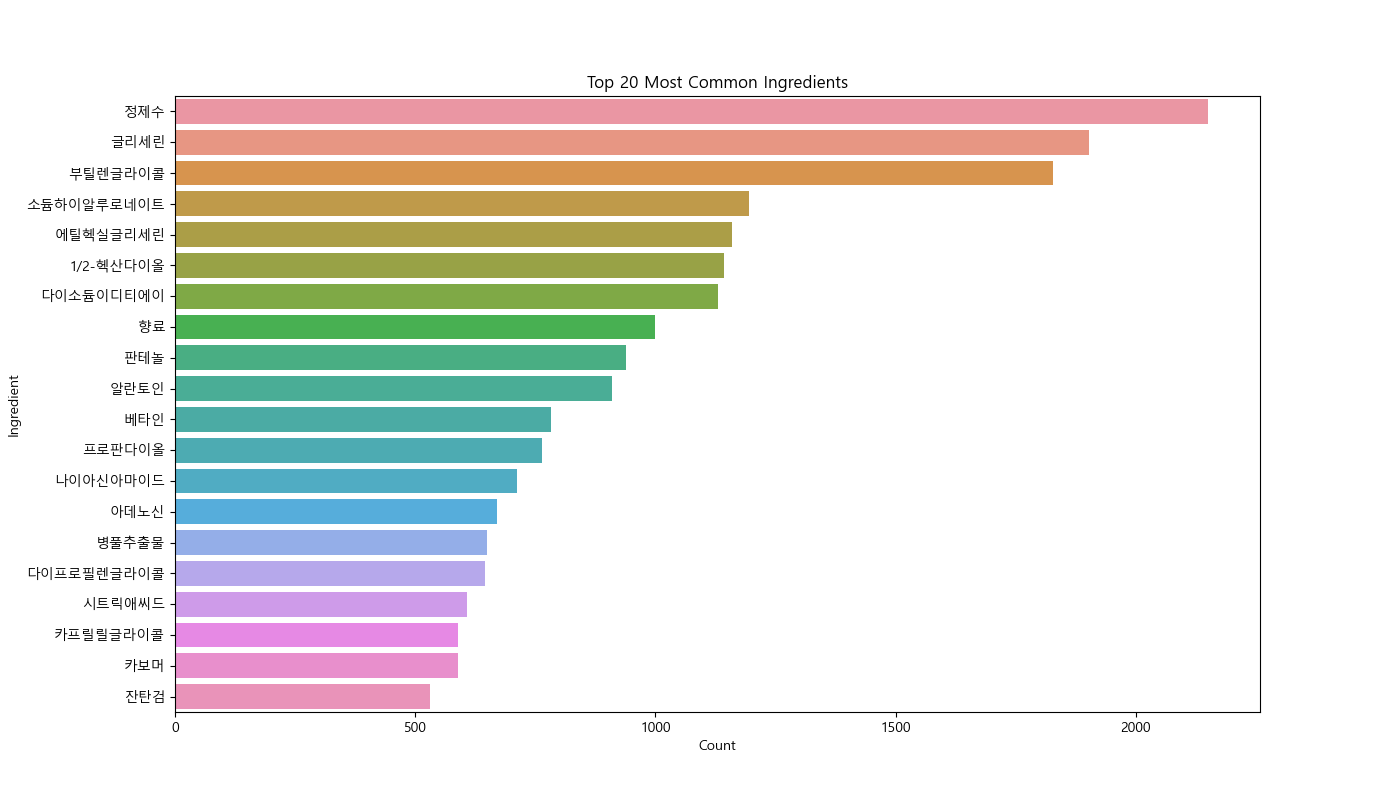 Top 20 Most Common Ingredients
정제수
글리세린
부틸렌글라이콜
소듐하이알루로네이트
에틸헥실글리세린
1/2-헥산다이올
다이소듐이디티에이
향료
판테놀
알란토인
베타인
프로판다이올
나이아신아마이드
아데노신
병풀추출물
다이프로필렌글라이콜
시트릭애씨드
카프릴릴글라이콜
카보머
잔탄검
Ingredient
0 500 1000 1500 2000
Count